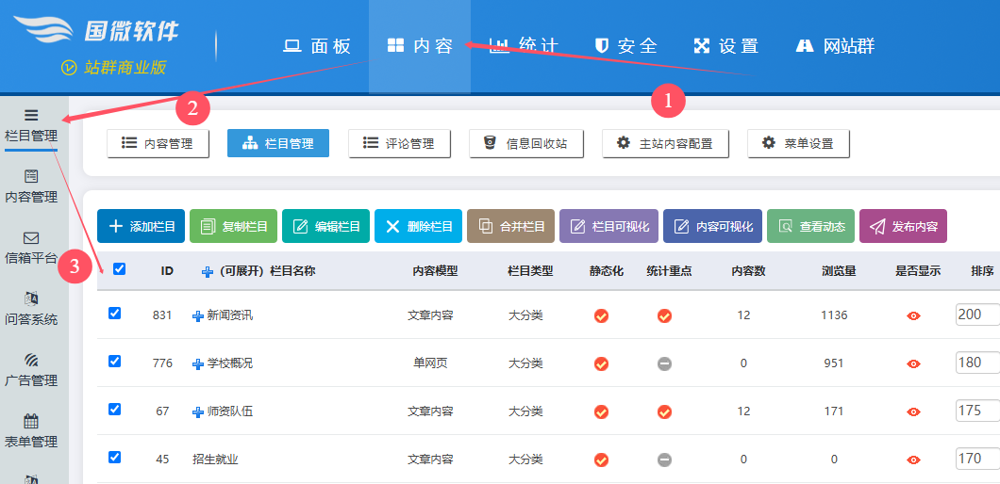 国微软件
站群商业版
面板 内容 统计 安全 设置 网站群
1
2
3
栏目管理
内容管理
信箱平台
问答系统
广告管理
表单管理
内容管理 栏目管理 评论管理 信息回收站 主站内容配置 菜单设置
添加栏目 复制栏目 编辑栏目 删除栏目 合并栏目 栏目可视化 内容可视化 查看动态 发布内容
ID (可展开) 栏目名称 内容模型 栏目类型 静态化 统计重点 内容数 浏览量 是否显示 排序
831 新闻资讯 文章内容 大分类 12 1136 200
776 学校概况 单网页 大分类 0 951 180
67 师资队伍 文章内容 大分类 12 171 175
45 招生就业 文章内容 大分类 0 0 170